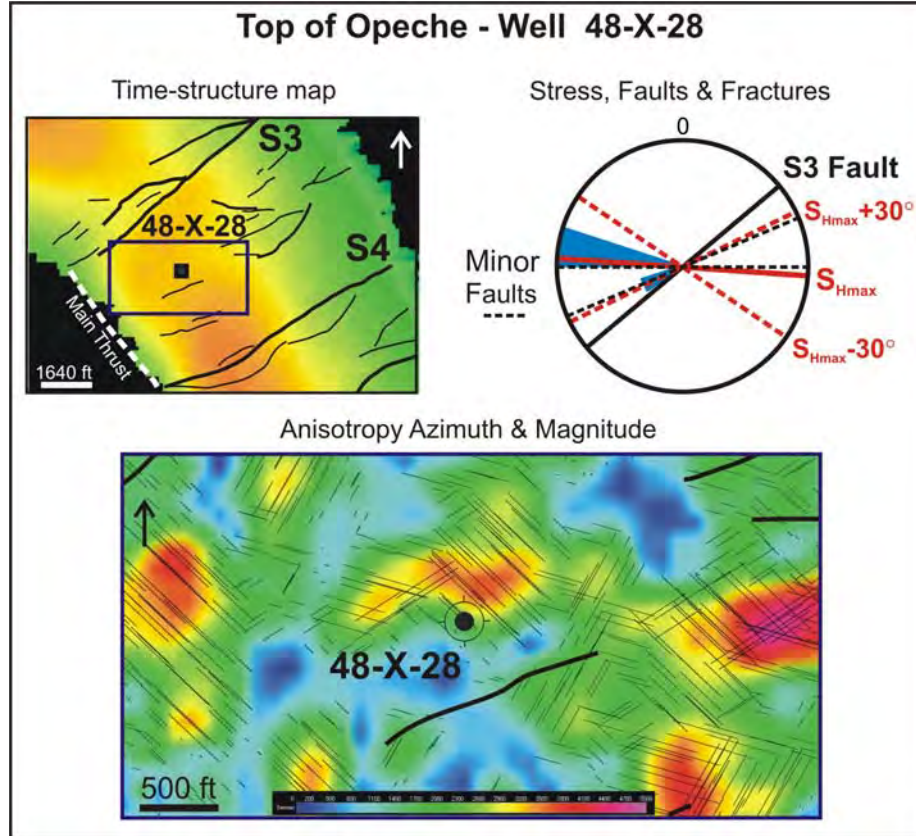 Top of Opeche - Well 48-X-28
Time-structure map
S3
48-X-28
S4
Main Thrust
1640 ft
Stress, Faults & Fractures
0
S3 Fault
SHmax+30°
Minor
Faults
SHmax
SHmax-30°
Anisotropy Azimuth & Magnitude
48-X-28
500 ft